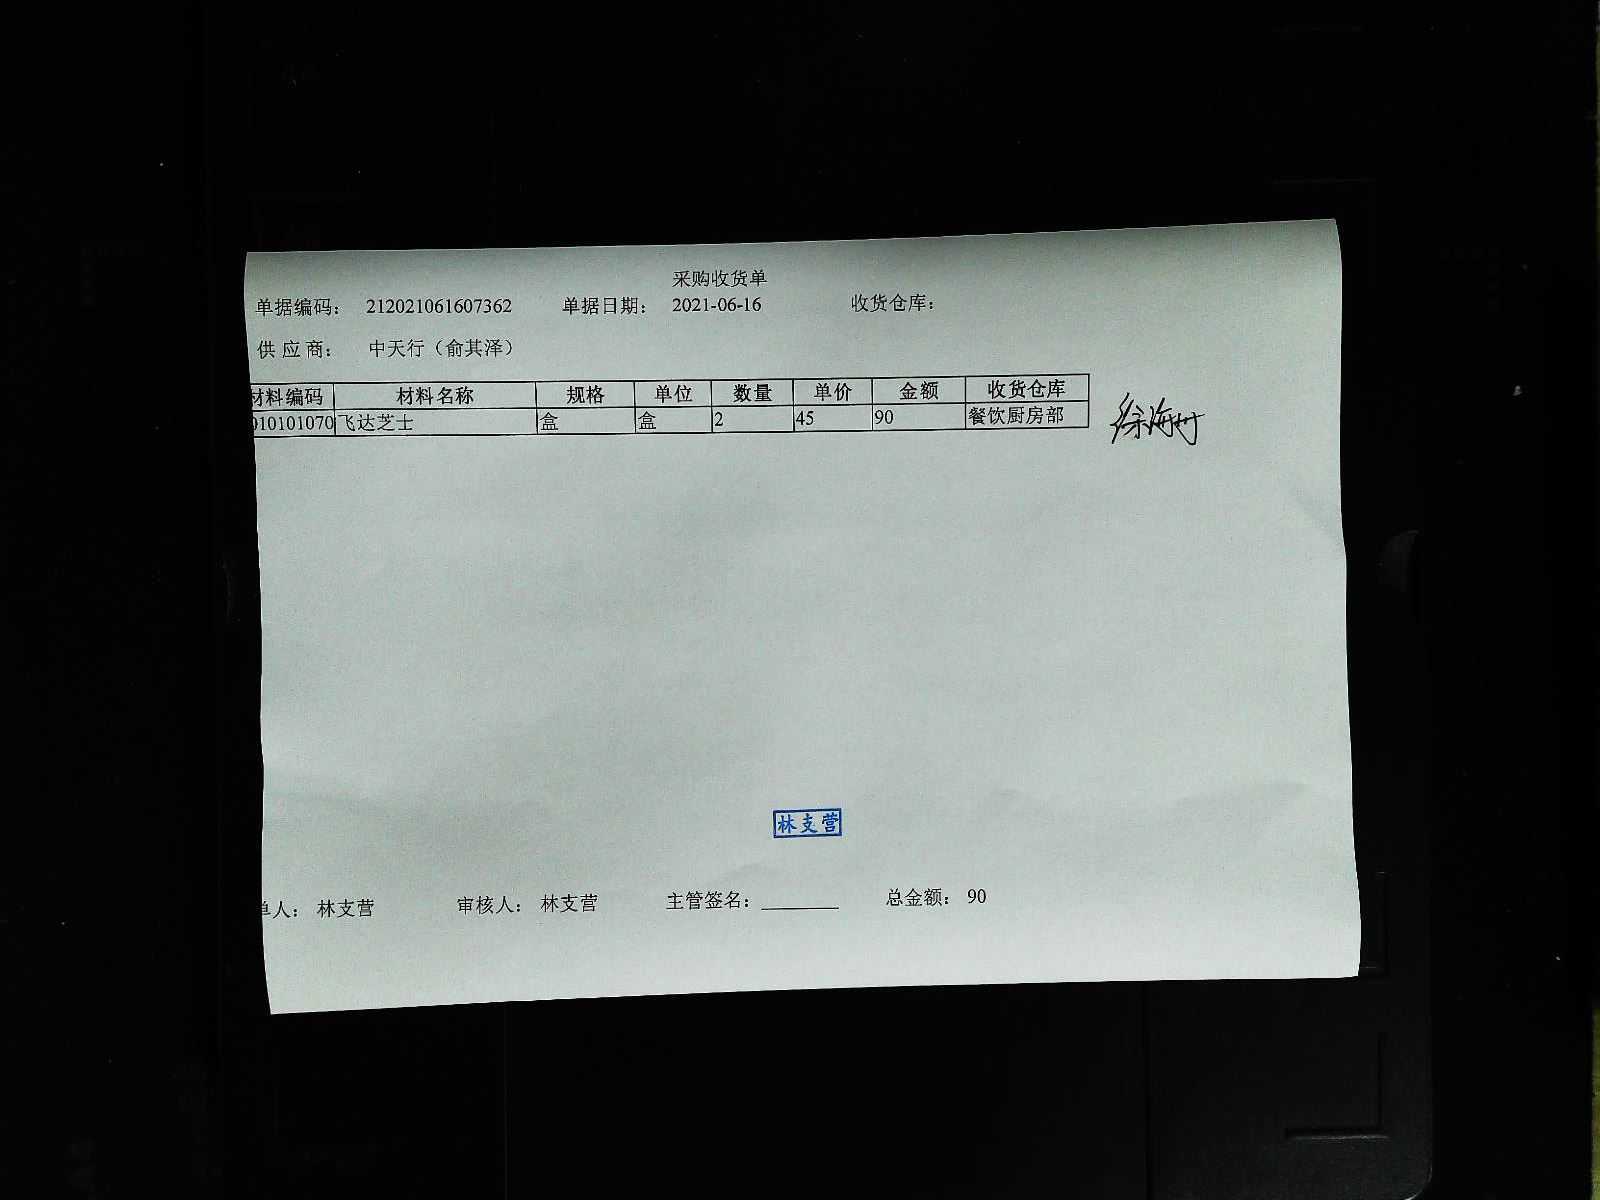 采购收货单
单据编码： 212021061607362 单据日期： 2021-06-16 收货仓库：
供 应 商： 中天行（俞其泽）
材料编码 材料名称 规格 单位 数量 单价 金额 收货仓库
010101070 飞达芝士 盒 盒 2 45 90 餐饮厨房部
林支营
单人： 林支营 审核人： 林支营 主管签名：________ 总金额： 90